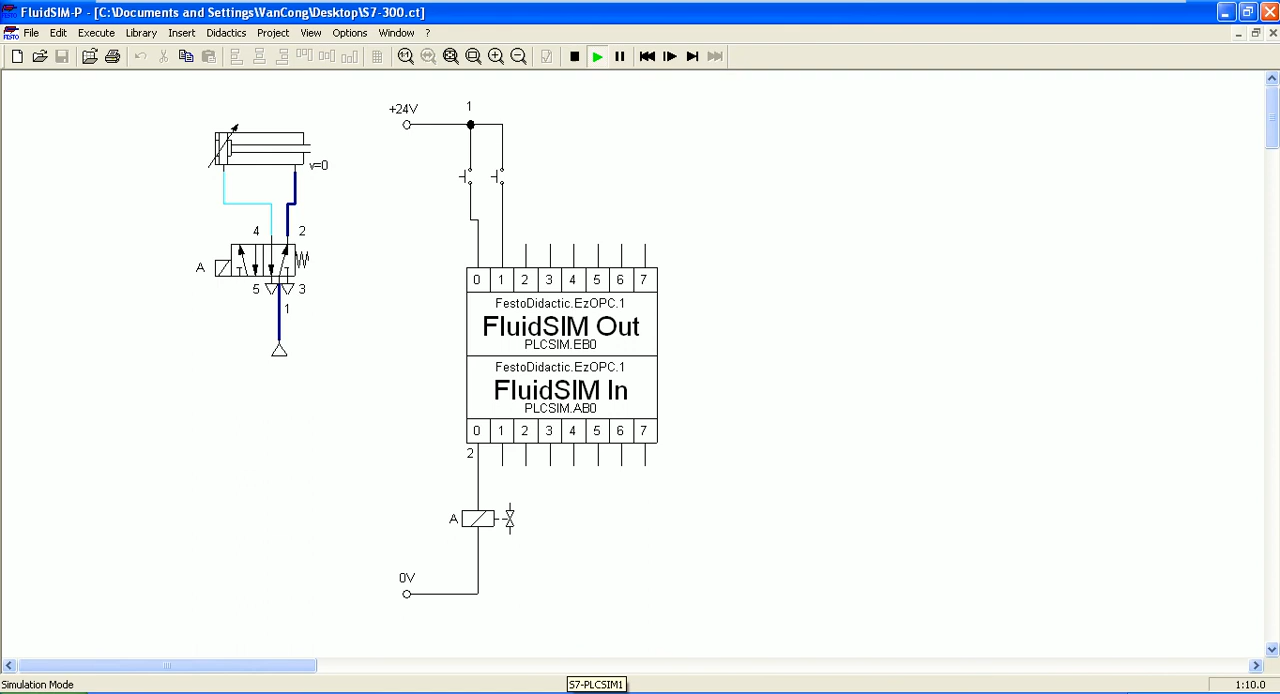 FluidSIM-P - [C:\Documents and Settings\VanCong\Desktop\S7-300.ct]
File Edit Execute Library Insert Didactics Project View Options Window ?
+24V
1
v=0
4 2
A
5 3
1
0 1 2 3 4 5 6 7
FestoDidactic.EzOPC.1
FluidSIM Out
PLCSIM.EB0
FestoDidactic.EzOPC.1
FluidSIM In
PLCSIM.AB0
0 1 2 3 4 5 6 7
2
A
0V
Simulation Mode
S7-PLCSIM1
1:10.0